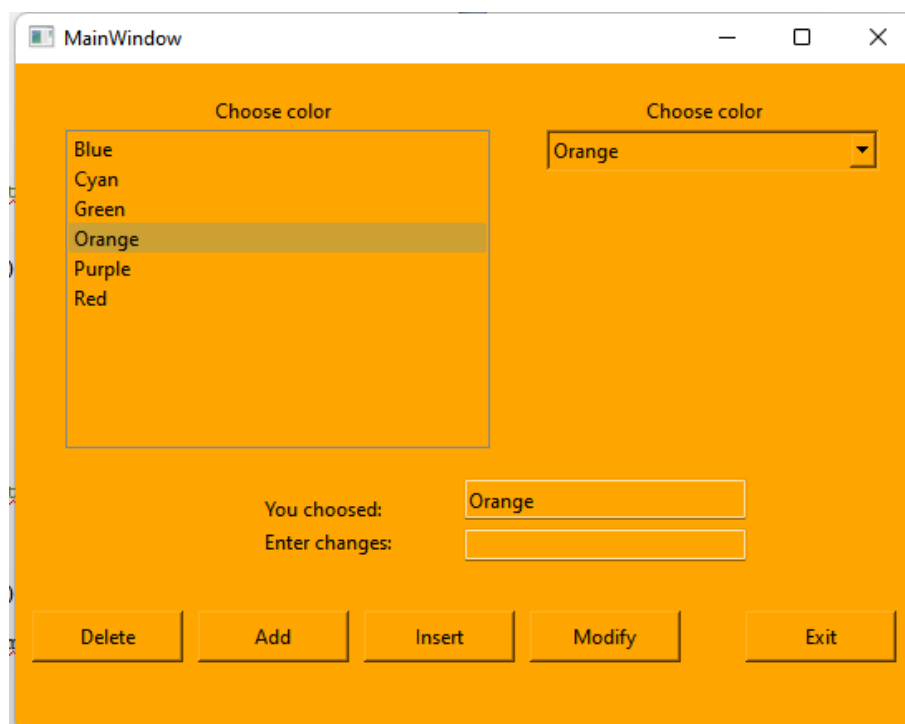 MainWindow
Choose color
Choose color
Blue
Cyan
Green
Orange
Purple
Red
Orange
You choosed:
Orange
Enter changes:
Delete
Add
Insert
Modify
Exit